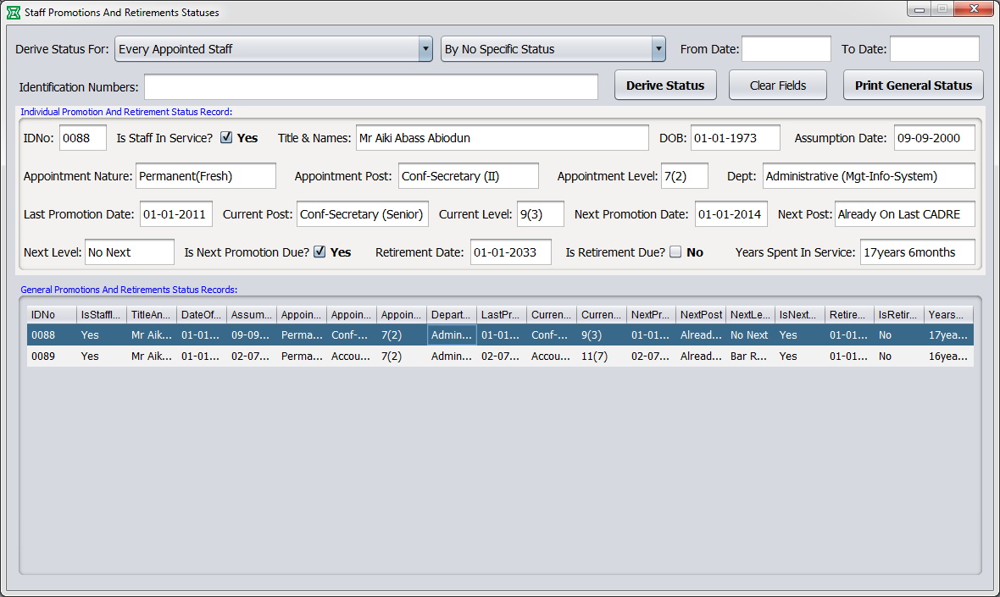 Staff Promotions And Retirements Statuses
Derive Status For: Every Appointed Staff By No Specific Status From Date: To Date:
Identification Numbers: Derive Status Clear Fields Print General Status
Individual Promotion And Retirement Status Record:
IDNo: 0088 Is Staff In Service? Yes Title & Names: Mr Aiki Abass Abiodun DOB: 01-01-1973 Assumption Date: 09-09-2000
Appointment Nature: Permanent(Fresh) Appointment Post: Conf-Secretary (II) Appointment Level: 7(2) Dept: Administrative (Mgt-Info-System)
Last Promotion Date: 01-01-2011 Current Post: Conf-Secretary (Senior) Current Level: 9(3) Next Promotion Date: 01-01-2014 Next Post: Already On Last CADRE
Next Level: No Next Is Next Promotion Due? Yes Retirement Date: 01-01-2033 Is Retirement Due? No Years Spent In Service: 17years 6months
General Promotions And Retirements Status Records:
IDNo IsStaffI... TitleAn... DateOf... Assum... Appoin... Appoin... Appoin... Depart... LastPr... Curren... Curren... NextPr... NextPost NextLe... IsNext... Retire... IsRetir... Years...
0088 Yes Mr Aik... 01-01... 09-09... Perma... Conf-... 7(2) Admin... 01-01... Conf-... 9(3) 01-01... Alread... No Next Yes 01-01... No 17yea...
0089 Yes Mr Aik... 01-01... 02-07... Perma... Accou... 7(2) Admin... 02-07... Accou... 11(7) 02-07... Alread... Bar R... Yes 01-01... No 16yea...